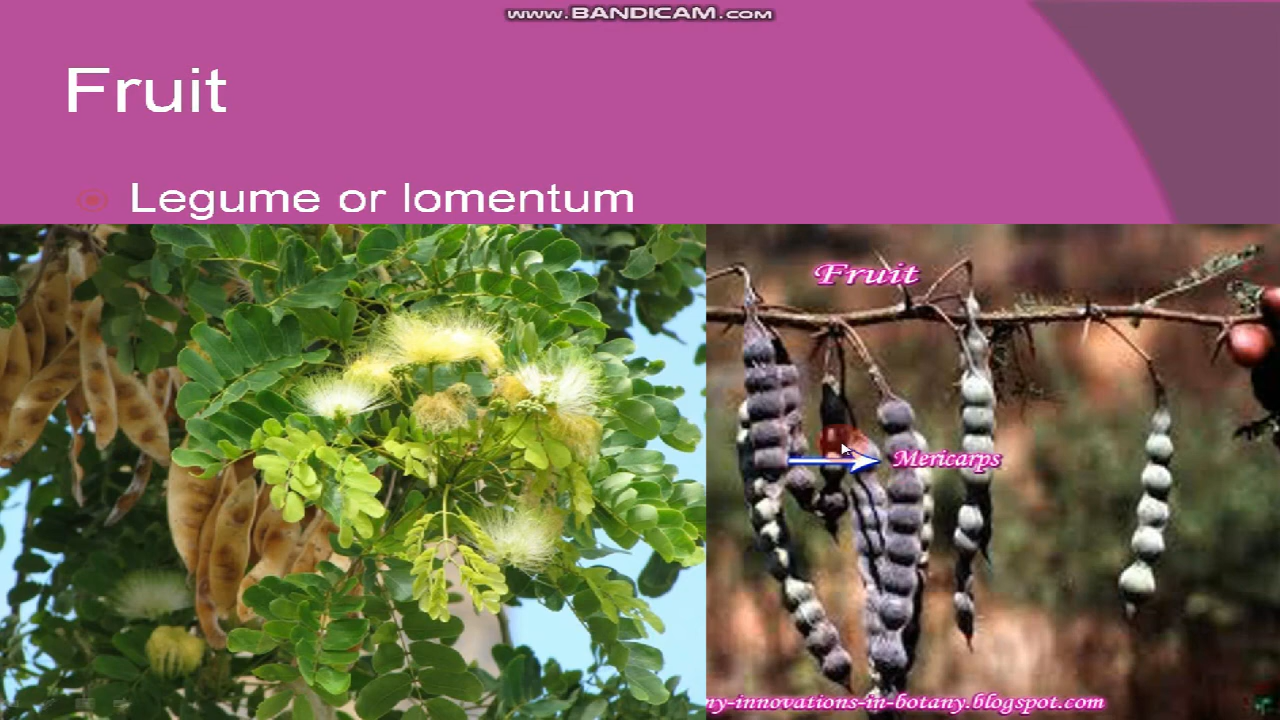 www.BANDICAM.com
Fruit
Legume or lomentum
Fruit
Mericarps
ny-innovations-in-botany.blogspot.com